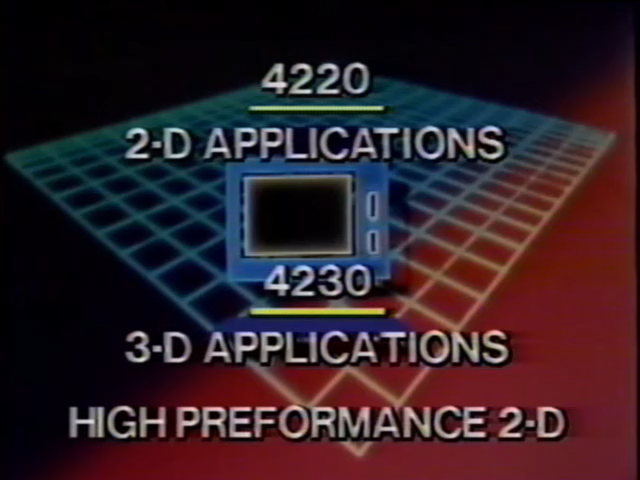 4220
2-D APPLICATIONS
4230
3-D APPLICATIONS
HIGH PREFORMANCE 2-D